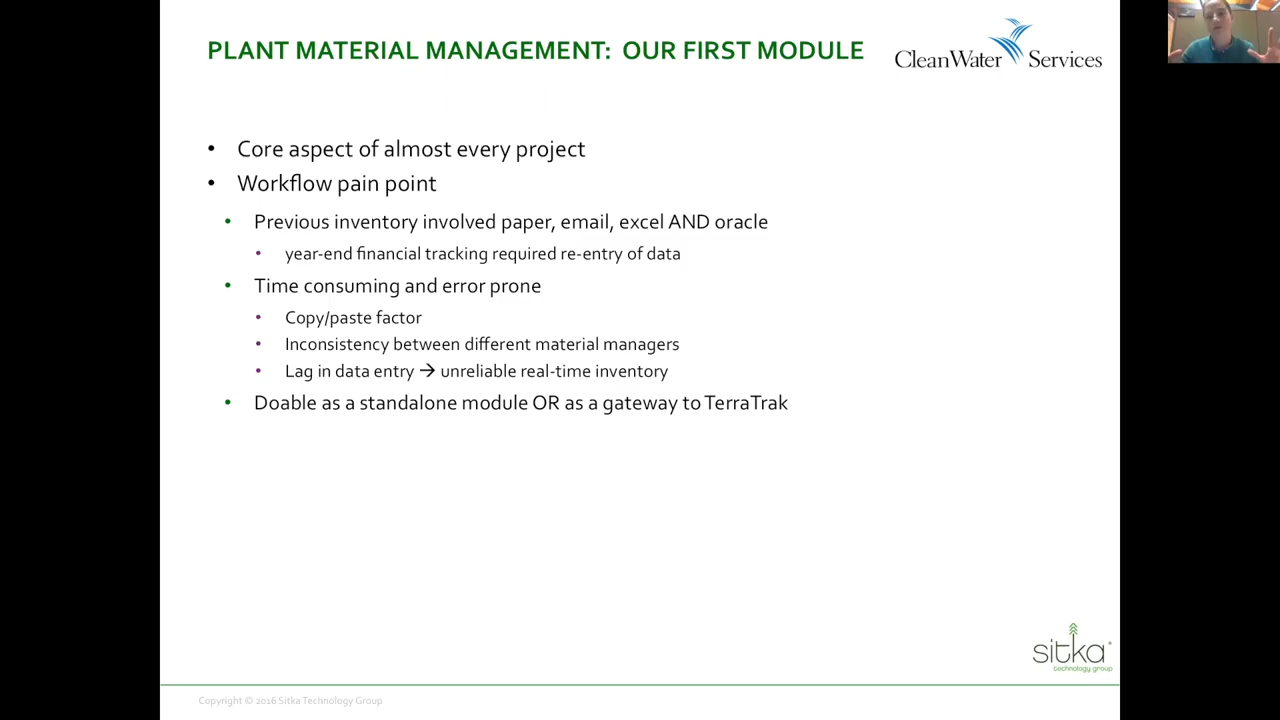 PLANT MATERIAL MANAGEMENT: OUR FIRST MODULE
CleanWater Services
• Core aspect of almost every project
• Workflow pain point
• Previous inventory involved paper, email, excel AND oracle
• year-end financial tracking required re-entry of data
• Time consuming and error prone
• Copy/paste factor
• Inconsistency between different material managers
• Lag in data entry → unreliable real-time inventory
• Doable as a standalone module OR as a gateway to TerraTrak
sitka
technology group
Copyright © 2016 Sitka Technology Group